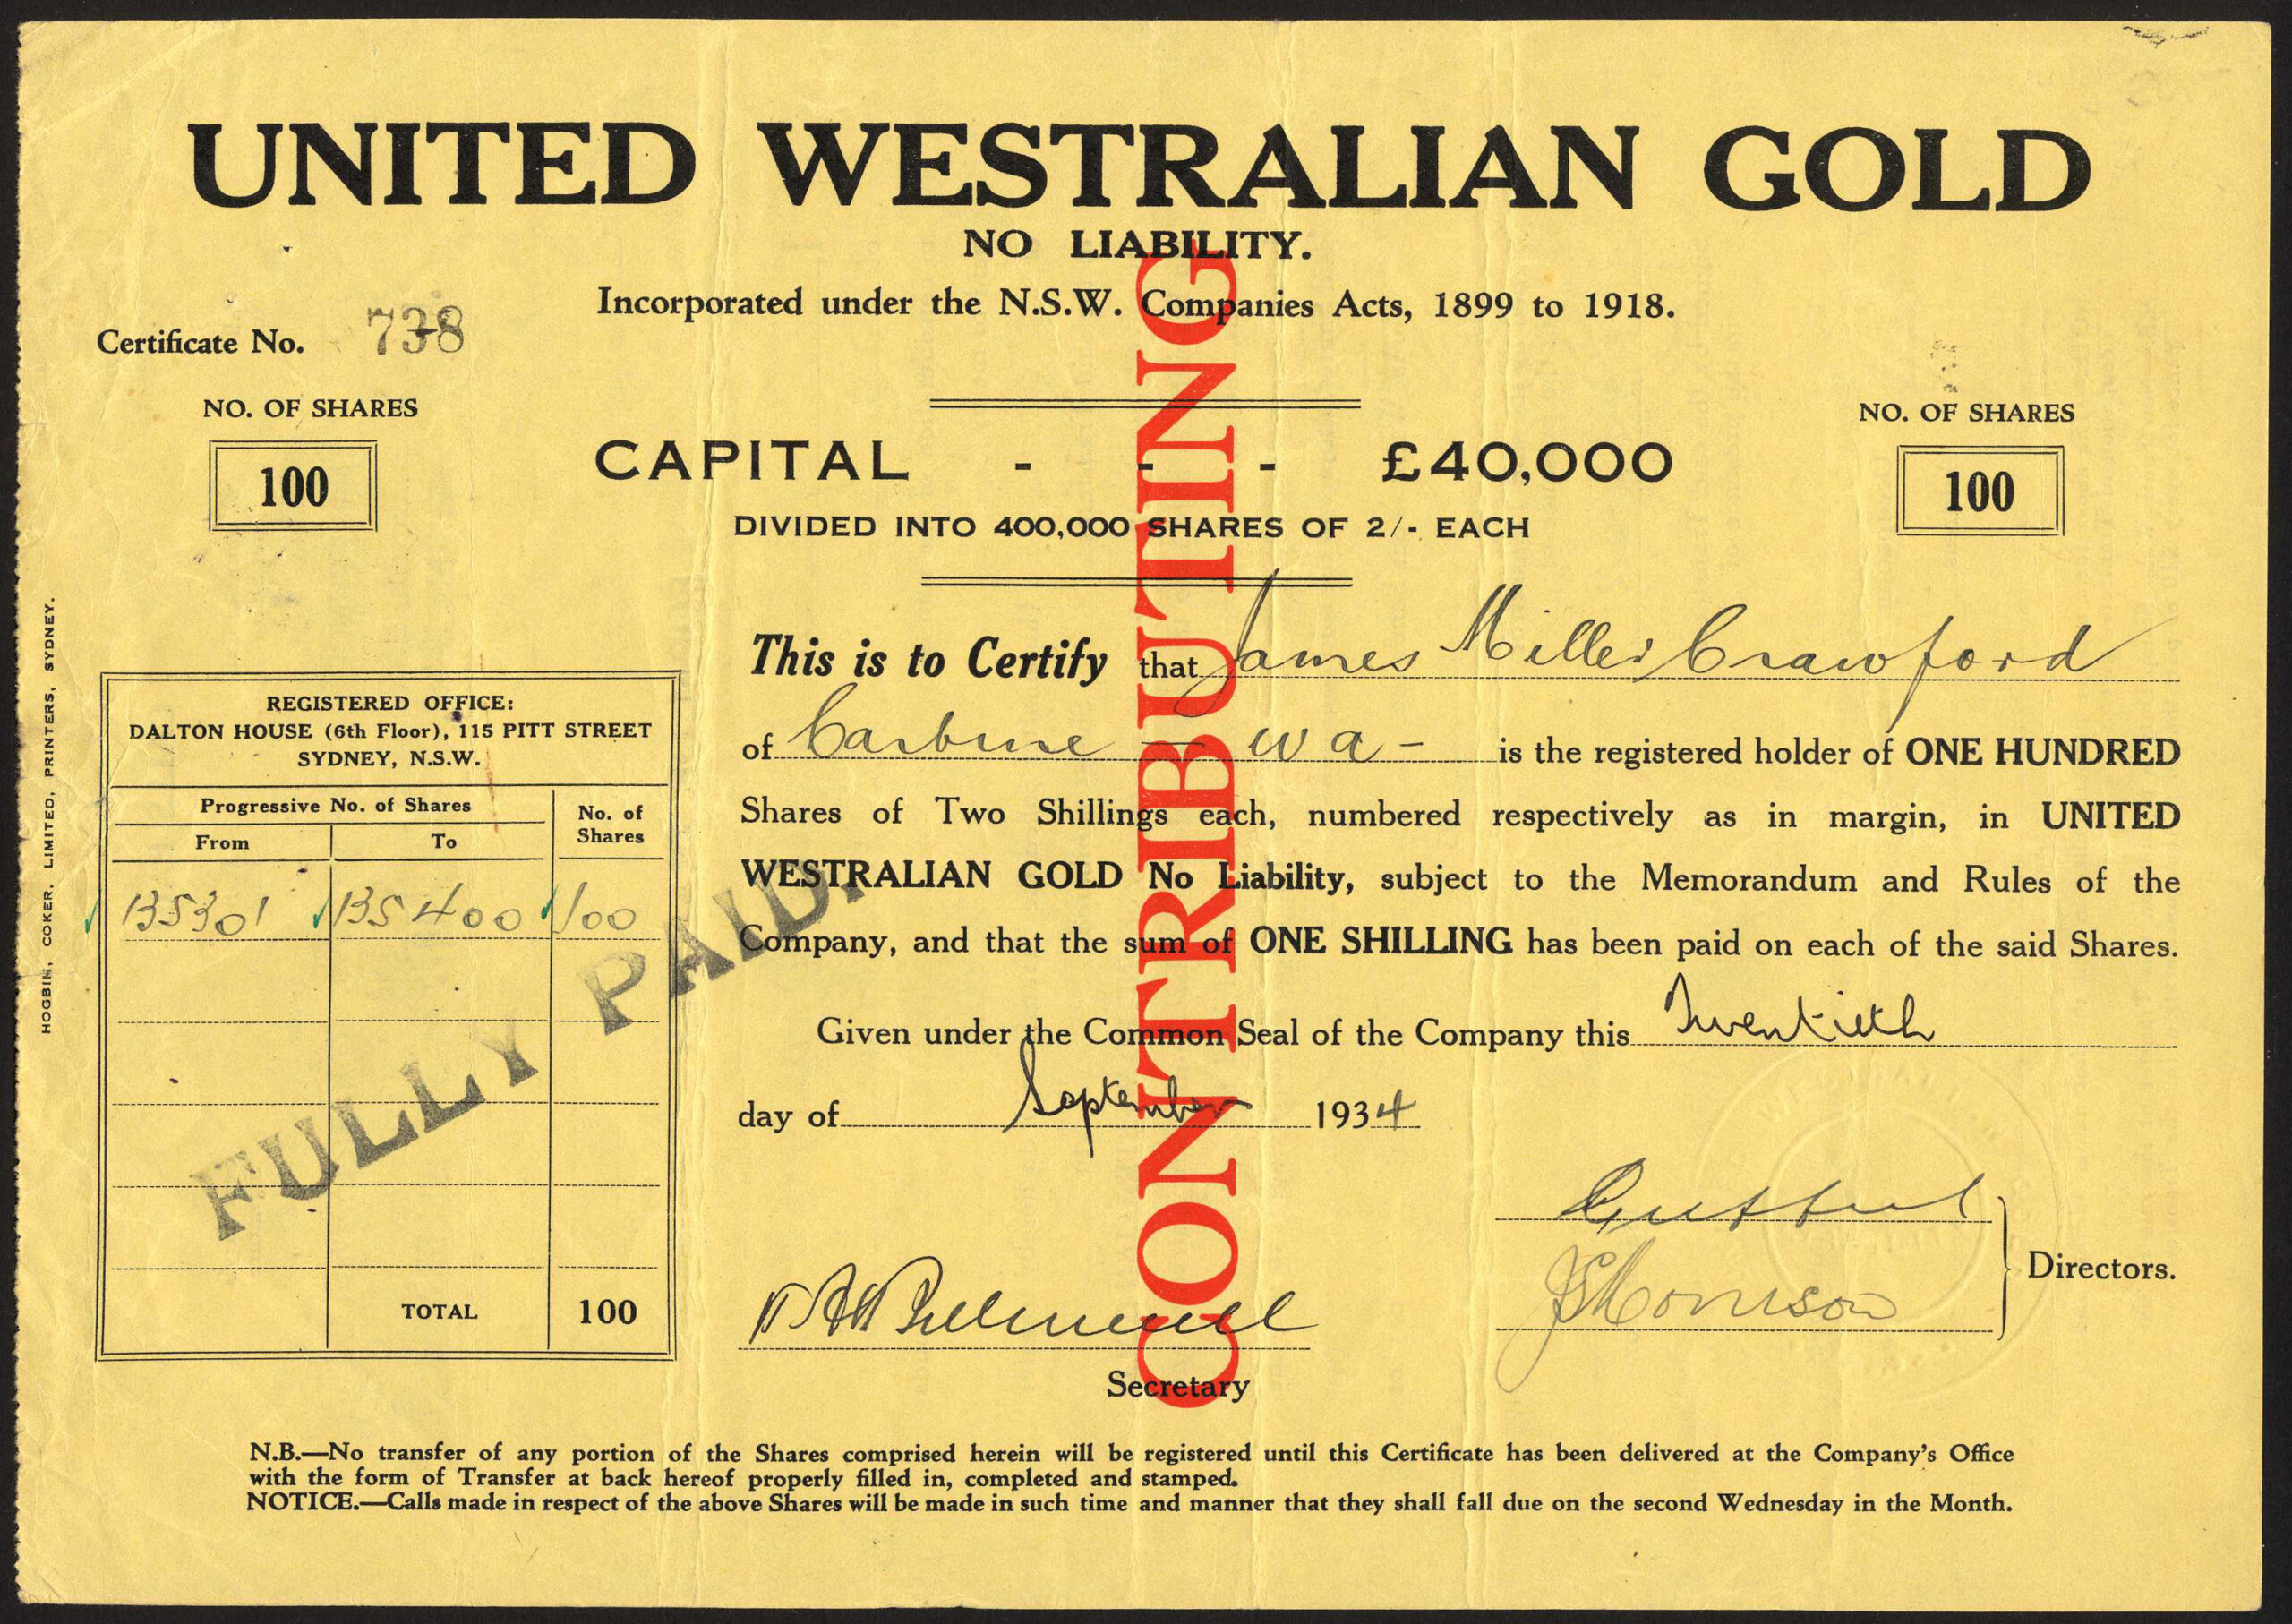 UNITED WESTRALIAN GOLD
NO LIABILITY.
Incorporated under the N.S.W. Companies Acts, 1899 to 1918.
Certificate No. 738
NO. OF SHARES
100
NO. OF SHARES
100
CAPITAL - - - £40,000
DIVIDED INTO 400,000 SHARES OF 2/- EACH
CONTRIBUTING
This is to Certify that James Miller Crawford
of Carbine — W A - is the registered holder of ONE HUNDRED
Shares of Two Shillings each, numbered respectively as in margin, in UNITED
WESTRALIAN GOLD No Liability, subject to the Memorandum and Rules of the
Company, and that the sum of ONE SHILLING has been paid on each of the said Shares.
Given under the Common Seal of the Company this Twentieth
day of September 1934
REGISTERED OFFICE:
DALTON HOUSE (6th Floor), 115 PITT STREET
SYDNEY, N.S.W.
Progressive No. of Shares
No. of Shares
From To
135301 135400 100
FULLY PAID.
TOTAL 100
JS Morrison
Directors.
Secretary
N.B.—No transfer of any portion of the Shares comprised herein will be registered until this Certificate has been delivered at the Company's Office
with the form of Transfer at back hereof properly filled in, completed and stamped.
NOTICE.—Calls made in respect of the above Shares will be made in such time and manner that they shall fall due on the second Wednesday in the Month.
HOGBIN, COKER, LIMITED, PRINTERS, SYDNEY.